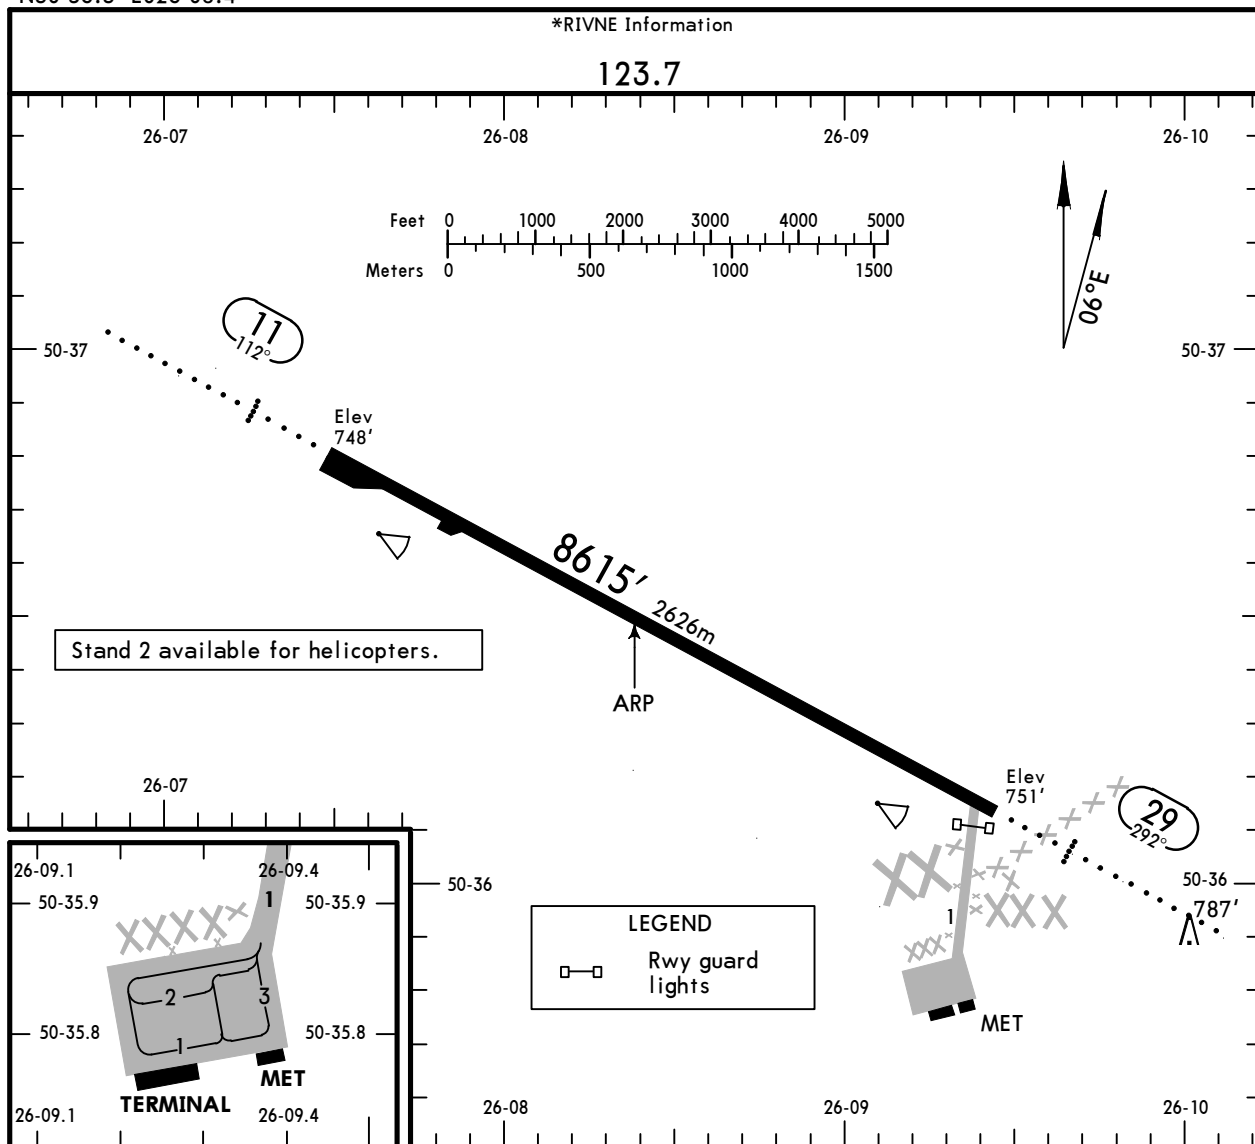 *RIVNE Information
123.7
26-07
26-08
26-09
26-10
Feet 0 1000 2000 3000 4000 5000
Meters 0 500 1000 1500
06°E
11
112°
50-37
50-37
Elev
748'
8615' 2626m
Stand 2 available for helicopters.
ARP
26-07
Elev
751'
29
292°
26-09.1
26-09.4
50-36
50-36
787'
50-35.9
1
50-35.9
LEGEND
Rwy guard
lights
1
2
3
50-35.8
1
50-35.8
MET
MET
TERMINAL
26-09.1
26-09.4
26-08
26-09
26-10